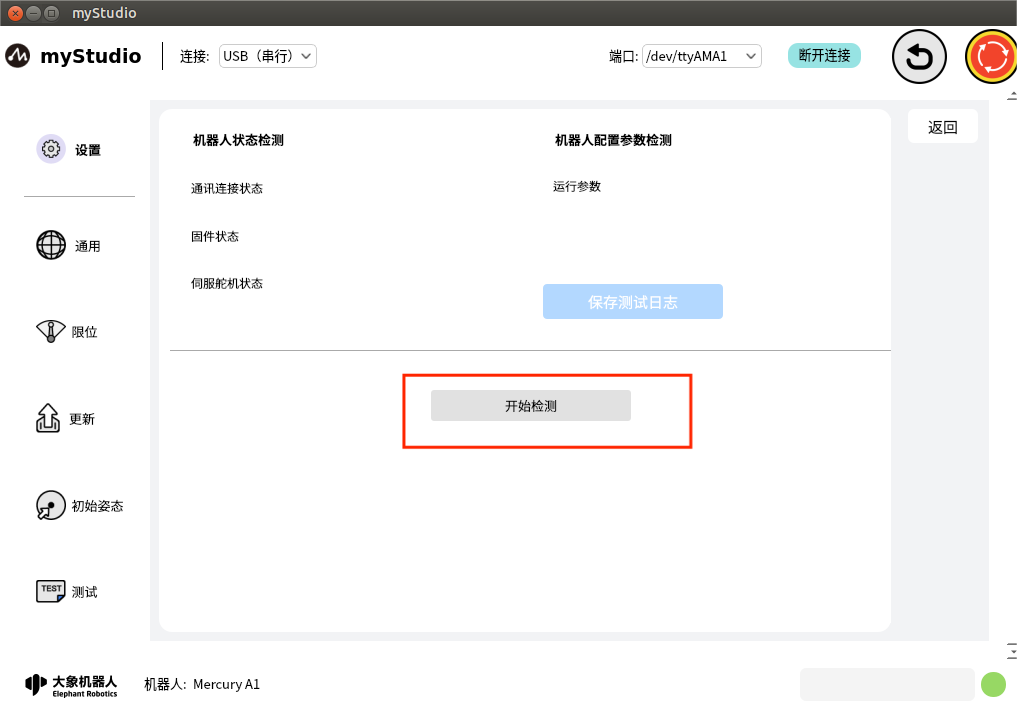 myStudio
myStudio
连接: USB（串行）
端口: /dev/ttyAMA1
断开连接
返回
设置
通用
限位
更新
初始姿态
TEST 测试
机器人状态检测
通讯连接状态
固件状态
伺服舵机状态
机器人配置参数检测
运行参数
保存测试日志
开始检测
大象机器人
Elephant Robotics
机器人: Mercury A1